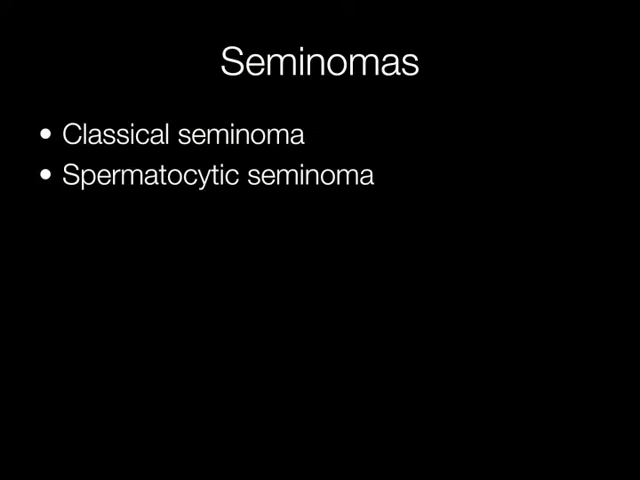 Seminomas
• Classical seminoma
• Spermatocytic seminoma